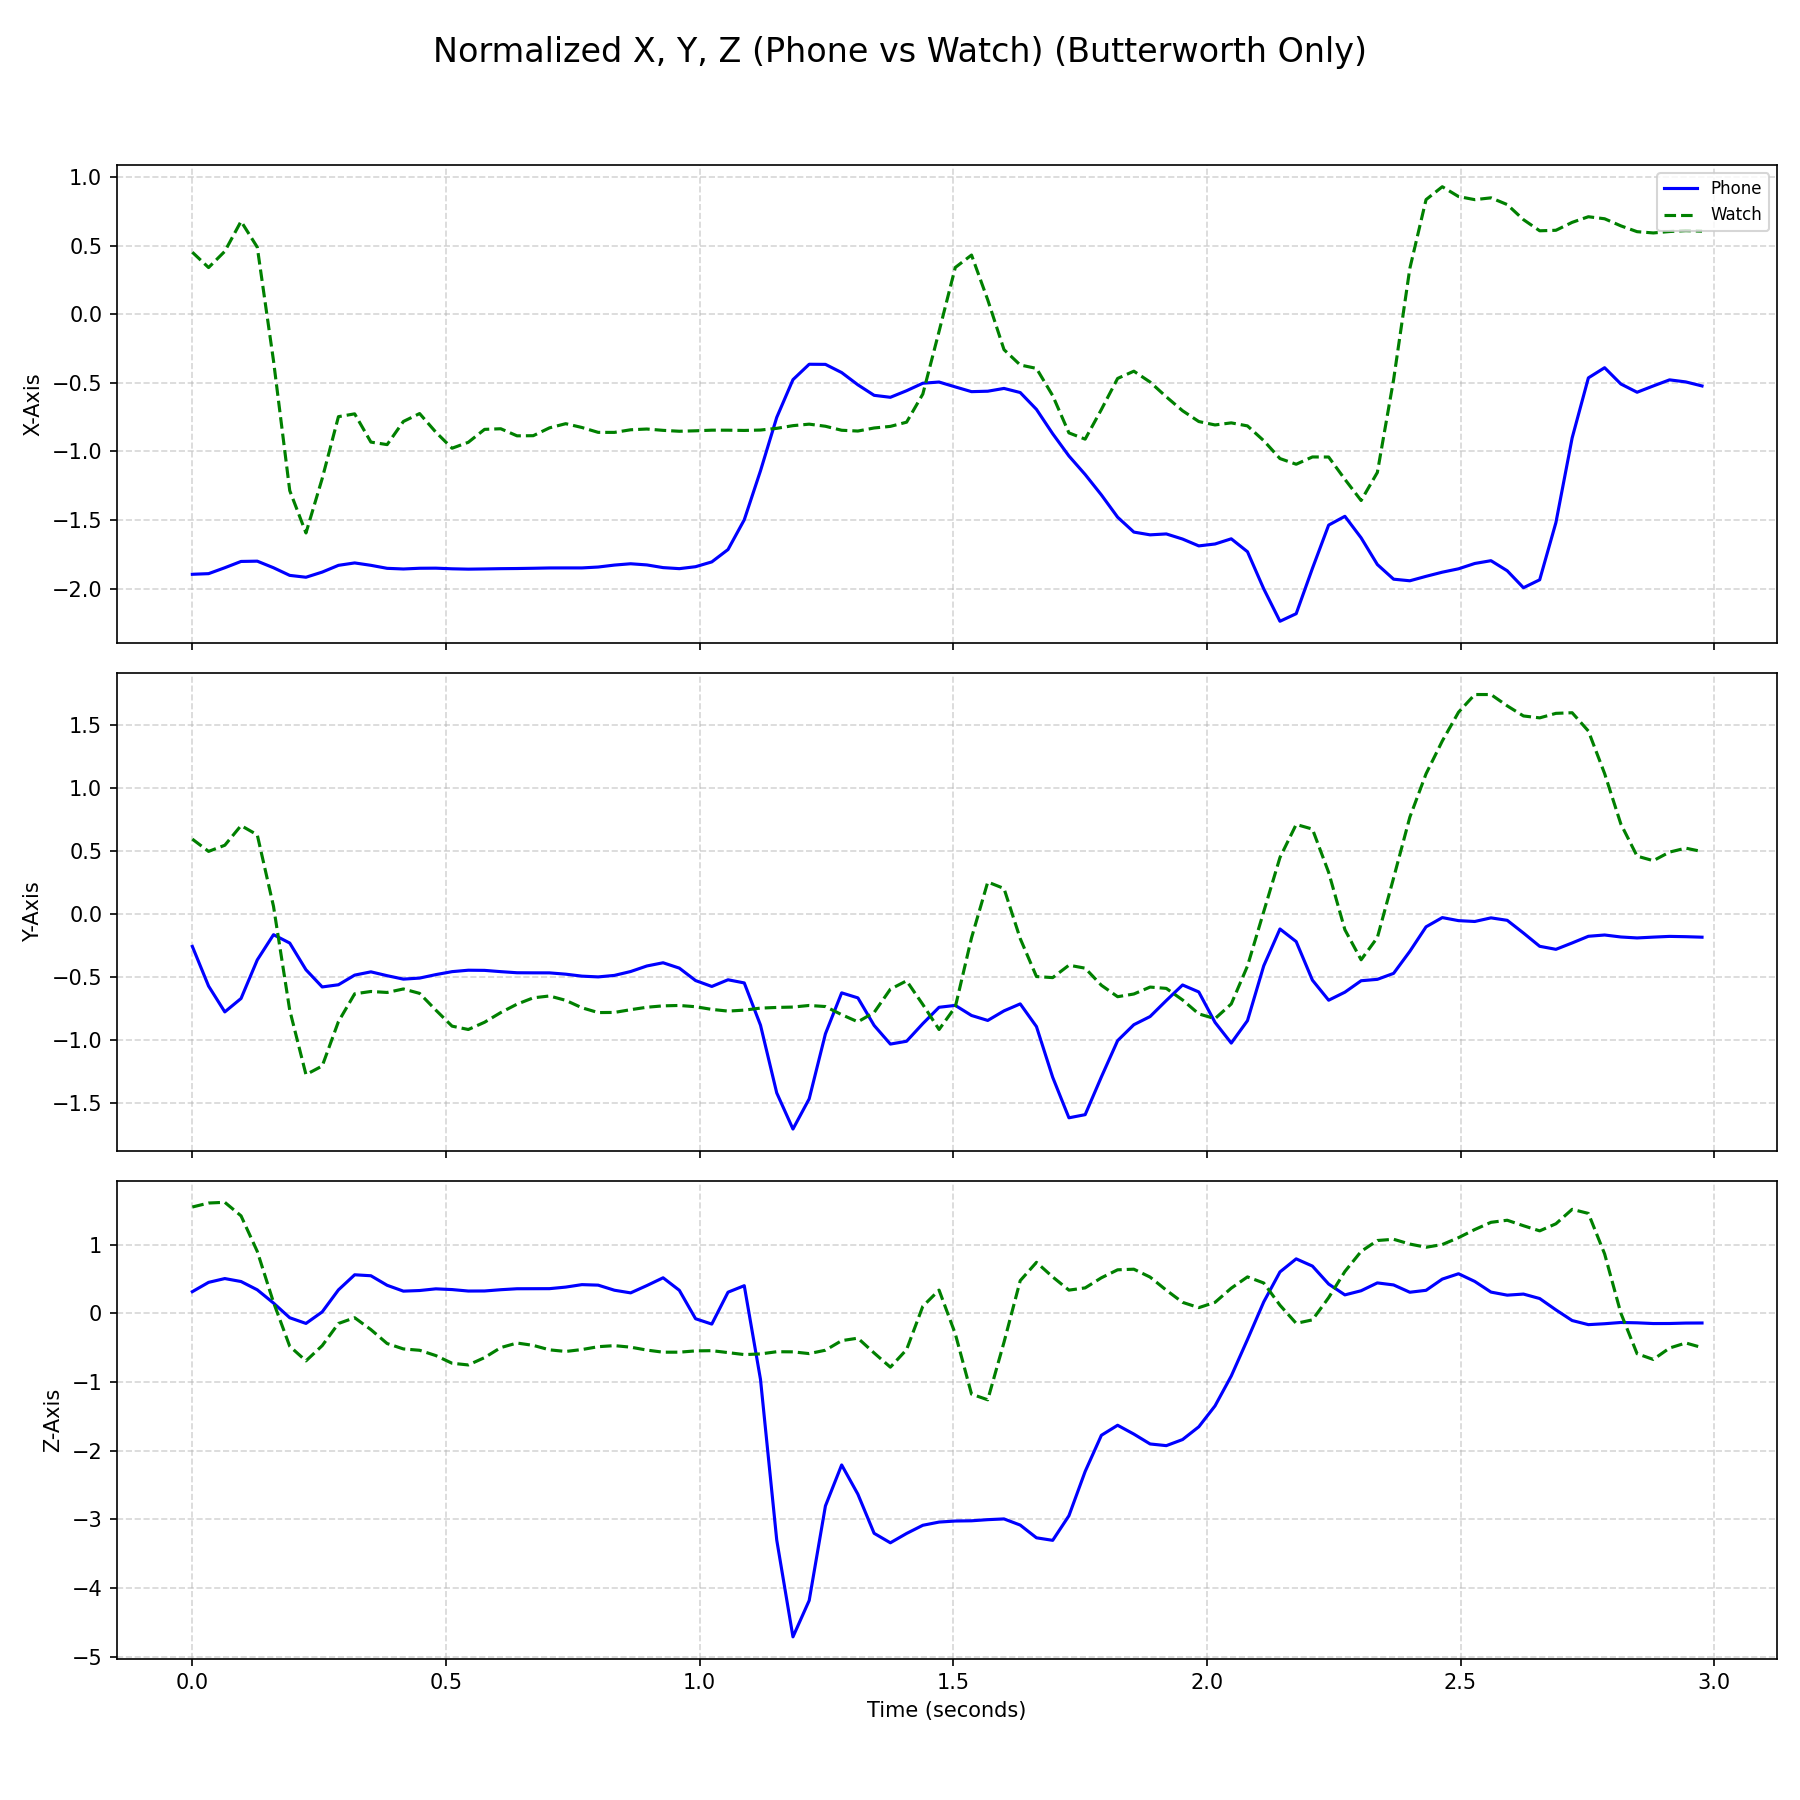 Normalized X, Y, Z (Phone vs Watch) (Butterworth Only)
Phone
Watch
X-Axis
1.0
0.5
0.0
−0.5
−1.0
−1.5
−2.0
Y-Axis
1.5
1.0
0.5
0.0
−0.5
−1.0
−1.5
Z-Axis
1
0
−1
−2
−3
−4
−5
0.0 0.5 1.0 1.5 2.0 2.5 3.0
Time (seconds)